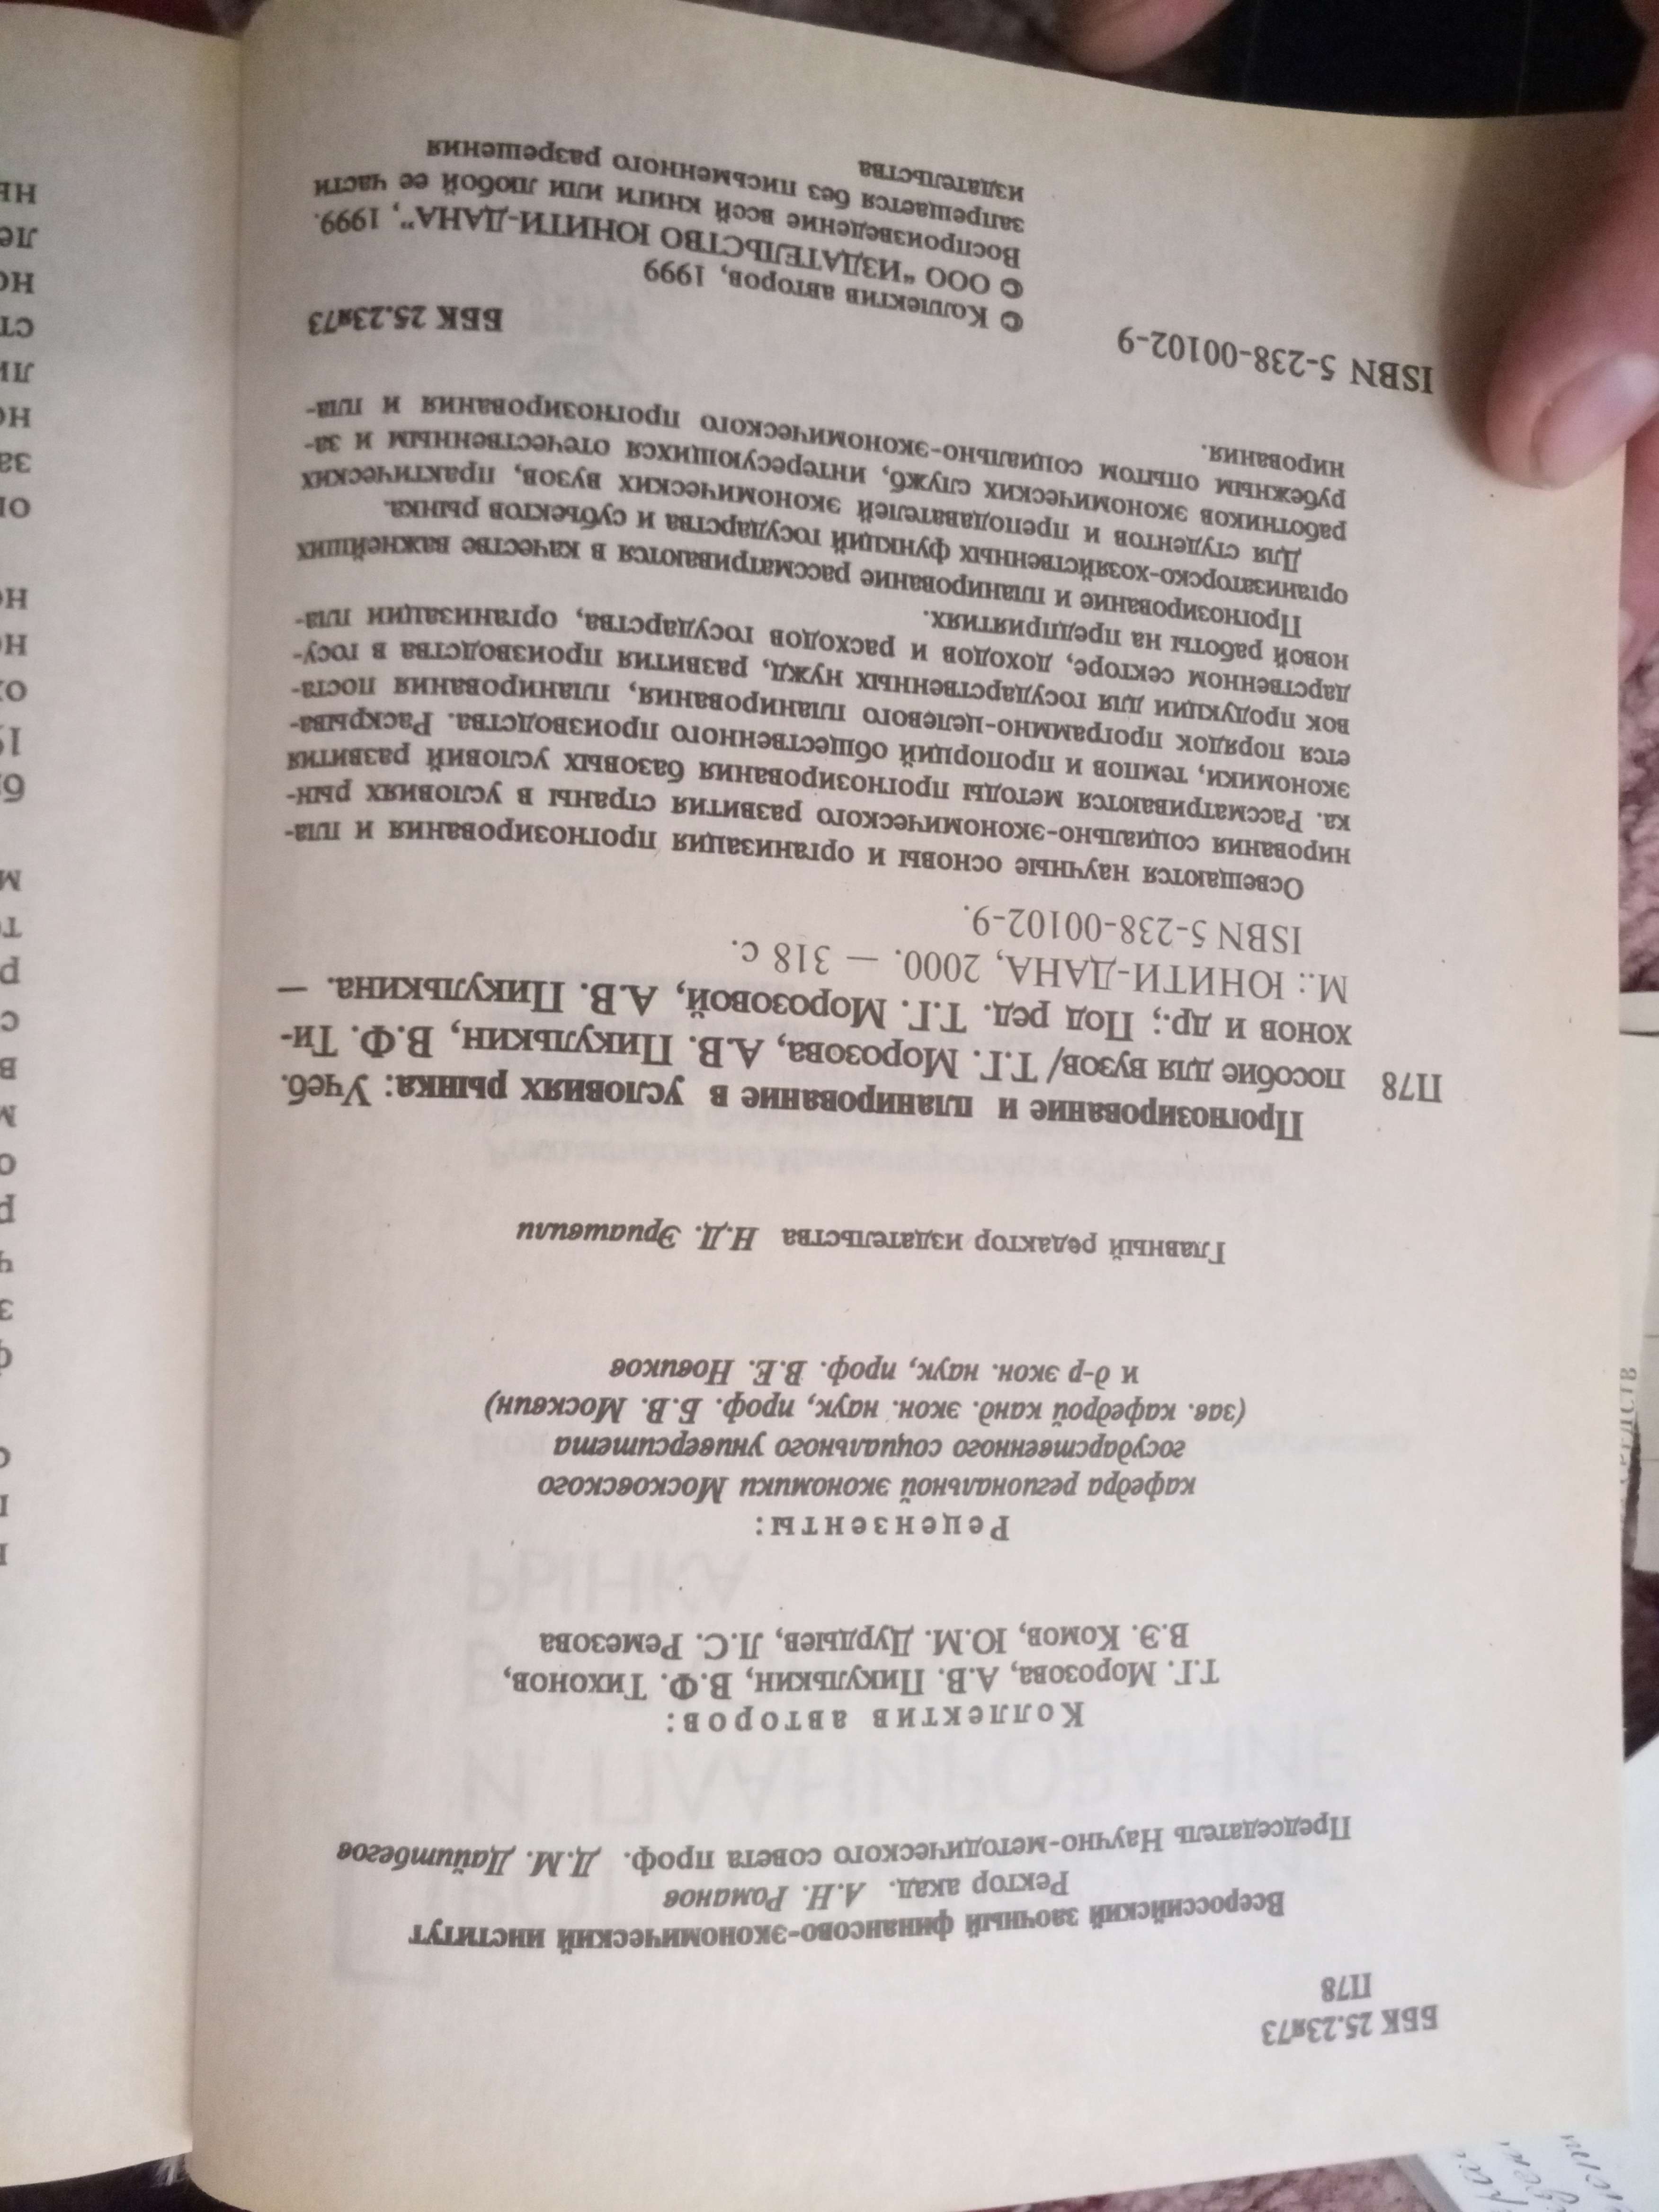 ББК 25.23я73
П78
Всероссийский заочный финансово-экономический институт
Ректор акад. А.Н. Романов
Председатель Научно-методического совета проф. Д.М. Дайитбегов
Коллектив авторов:
Т.Г. Морозова, А.В. Пикулькин, В.Ф. Тихонов,
В.Э. Комов, Ю.М. Дурдыев, Л.С. Ремезова
Рецензенты:
кафедра региональной экономики Московского
государственного социального университета
(зав. кафедрой канд. экон. наук, проф. Б.В. Москвин)
и д-р экон. наук, проф. В.Е. Новиков
Главный редактор издательства Н.Д. Эриашвили
Прогнозирование и планирование в условиях рынка: Учеб.
П78 пособие для вузов/ Т.Г. Морозова, А.В. Пикулькин, В.Ф. Ти-
хонов и др.; Под ред. Т.Г. Морозовой, А.В. Пикулькина. —
М.: ЮНИТИ-ДАНА, 2000. — 318 с.
ISBN 5-238-00102-9.
Освещаются научные основы и организация прогнозирования и пла-
нирования социально-экономического развития страны в условиях рын-
ка. Рассматриваются методы прогнозирования базовых условий развития
экономики, темпов и пропорций общественного производства. Раскрыва-
ется порядок программно-целевого планирования, планирования поста-
вок продукции для государственных нужд, развития производства в госу-
дарственном секторе, доходов и расходов государства, организации пла-
новой работы на предприятиях.
Прогнозирование и планирование рассматриваются в качестве важнейших
организаторско-хозяйственных функций государства и субъектов рынка.
Для студентов и преподавателей экономических вузов, практических
работников экономических служб, интересующихся отечественным и за-
рубежным опытом социально-экономического прогнозирования и пла-
нирования.
ББК 25.23я73
ISBN 5-238-00102-9
© Коллектив авторов, 1999
© ООО "ИЗДАТЕЛЬСТВО ЮНИТИ-ДАНА", 1999.
Воспроизведение всей книги или любой ее части
запрещается без письменного разрешения
издательства